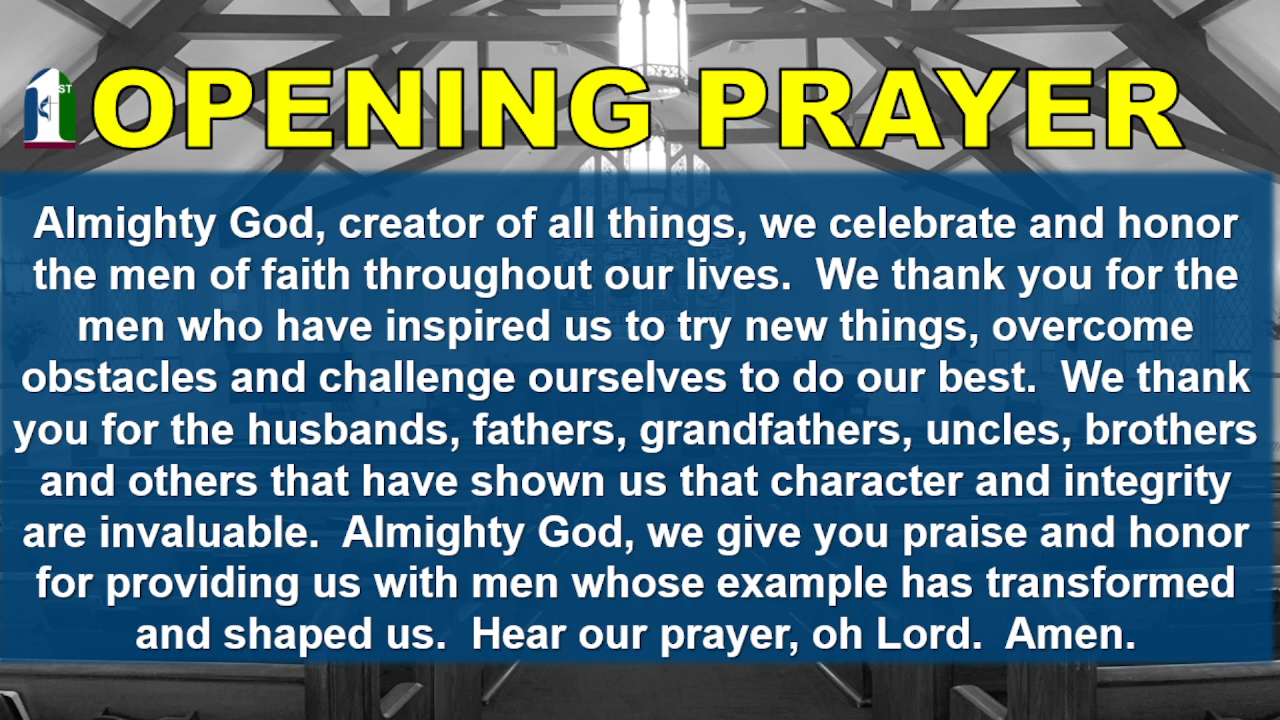 1ST OPENING PRAYER
Almighty God, creator of all things, we celebrate and honor
the men of faith throughout our lives.  We thank you for the
men who have inspired us to try new things, overcome
obstacles and challenge ourselves to do our best.  We thank
you for the husbands, fathers, grandfathers, uncles, brothers
and others that have shown us that character and integrity
are invaluable.  Almighty God, we give you praise and honor
for providing us with men whose example has transformed
and shaped us.  Hear our prayer, oh Lord.  Amen.